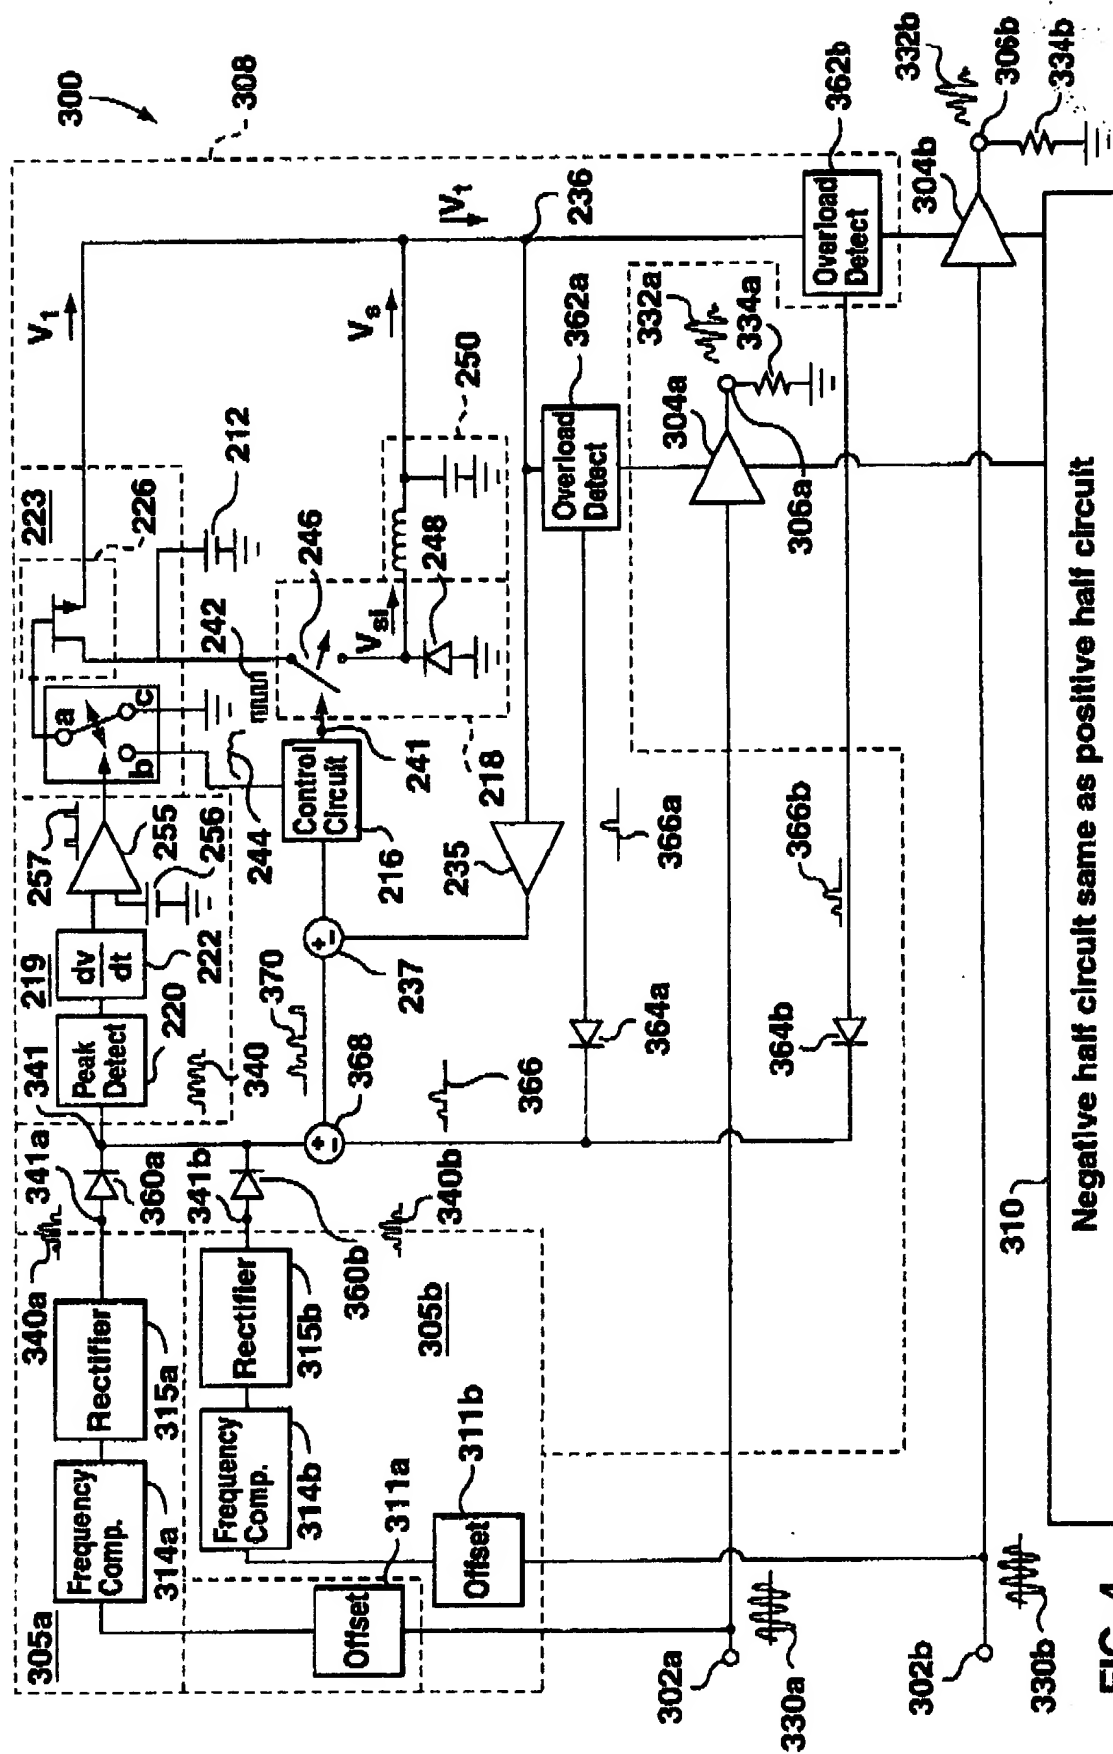 300
308
223
V1
226
212
Vs
250
246
242
Vsi
248
|Vt
236
362a
Overload
Detect
362b
Overload
Detect
332a
334a
304a
306a
332b
306b
334b
304b
a
b
c
257
255
256
244
Control
Circuit
241
218
216
235
366a
366b
219
dv
dt
222
220
Peak
Detect
341
340
370
237
368
366
364a
364b
341a
360a
341b
360b
340a
340b
Rectifier
315a
Rectifier
315b
305b
Frequency
Comp.
314a
Frequency
Comp.
314b
305a
311a
Offset
311b
Offset
302a
330a
302b
330b
310
Negative half circuit same as positive half circuit